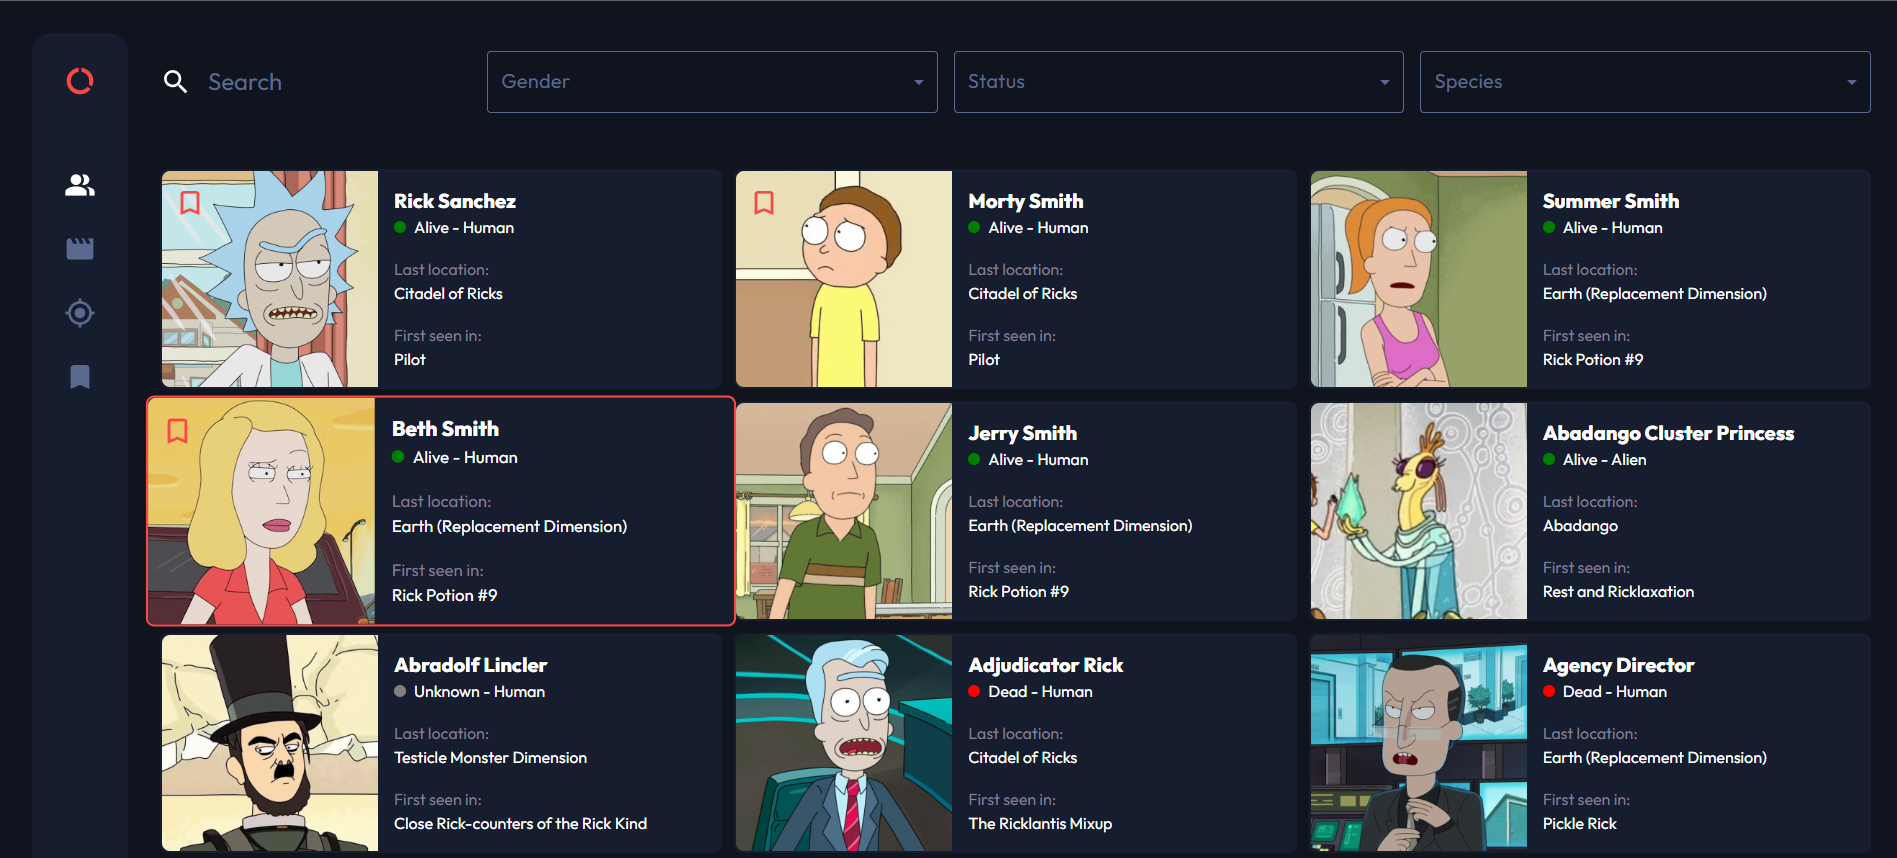 Search
Gender
Status
Species
Rick Sanchez
Alive - Human
Last location:
Citadel of Ricks
First seen in:
Pilot
Morty Smith
Alive - Human
Last location:
Citadel of Ricks
First seen in:
Pilot
Summer Smith
Alive - Human
Last location:
Earth (Replacement Dimension)
First seen in:
Rick Potion #9
Beth Smith
Alive - Human
Last location:
Earth (Replacement Dimension)
First seen in:
Rick Potion #9
Jerry Smith
Alive - Human
Last location:
Earth (Replacement Dimension)
First seen in:
Rick Potion #9
Abadango Cluster Princess
Alive - Alien
Last location:
Abadango
First seen in:
Rest and Ricklaxation
Abradolf Lincler
Unknown - Human
Last location:
Testicle Monster Dimension
First seen in:
Close Rick-counters of the Rick Kind
Adjudicator Rick
Dead - Human
Last location:
Citadel of Ricks
First seen in:
The Ricklantis Mixup
Agency Director
Dead - Human
Last location:
Earth (Replacement Dimension)
First seen in:
Pickle Rick